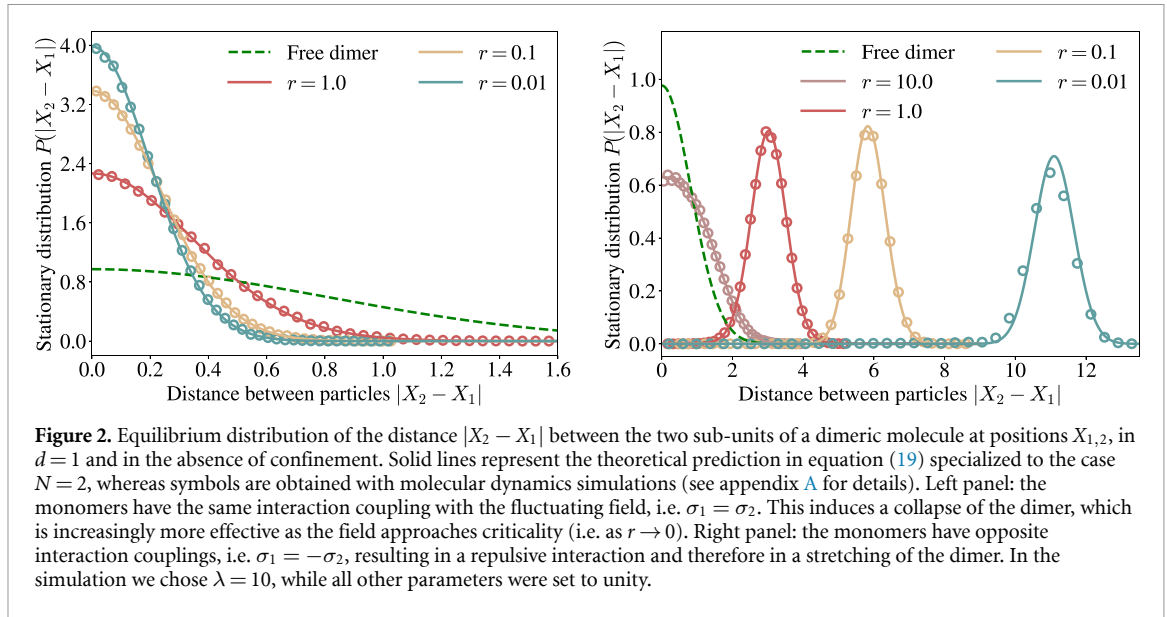 Free dimer
r = 1.0
r = 0.1
r = 0.01
4.0
3.2
2.4
1.6
0.8
0.0
Stationary distribution P(|X₂ − X₁|)
0.0 0.2 0.4 0.6 0.8 1.0 1.2 1.4 1.6
Distance between particles |X₂ − X₁|
Free dimer
r = 10.0
r = 1.0
r = 0.1
r = 0.01
1.0
0.8
0.6
0.4
0.2
0.0
Stationary distribution P(|X₂ − X₁|)
0 2 4 6 8 10 12
Distance between particles |X₂ − X₁|
Figure 2. Equilibrium distribution of the distance |X₂ − X₁| between the two sub-units of a dimeric molecule at positions X₁,₂, in
d = 1 and in the absence of confinement. Solid lines represent the theoretical prediction in equation (19) specialized to the case
N = 2, whereas symbols are obtained with molecular dynamics simulations (see appendix A for details). Left panel: the
monomers have the same interaction coupling with the fluctuating field, i.e. σ₁ = σ₂. This induces a collapse of the dimer, which
is increasingly more effective as the field approaches criticality (i.e. as r → 0). Right panel: the monomers have opposite
interaction couplings, i.e. σ₁ = −σ₂, resulting in a repulsive interaction and therefore in a stretching of the dimer. In the
simulation we chose λ = 10, while all other parameters were set to unity.